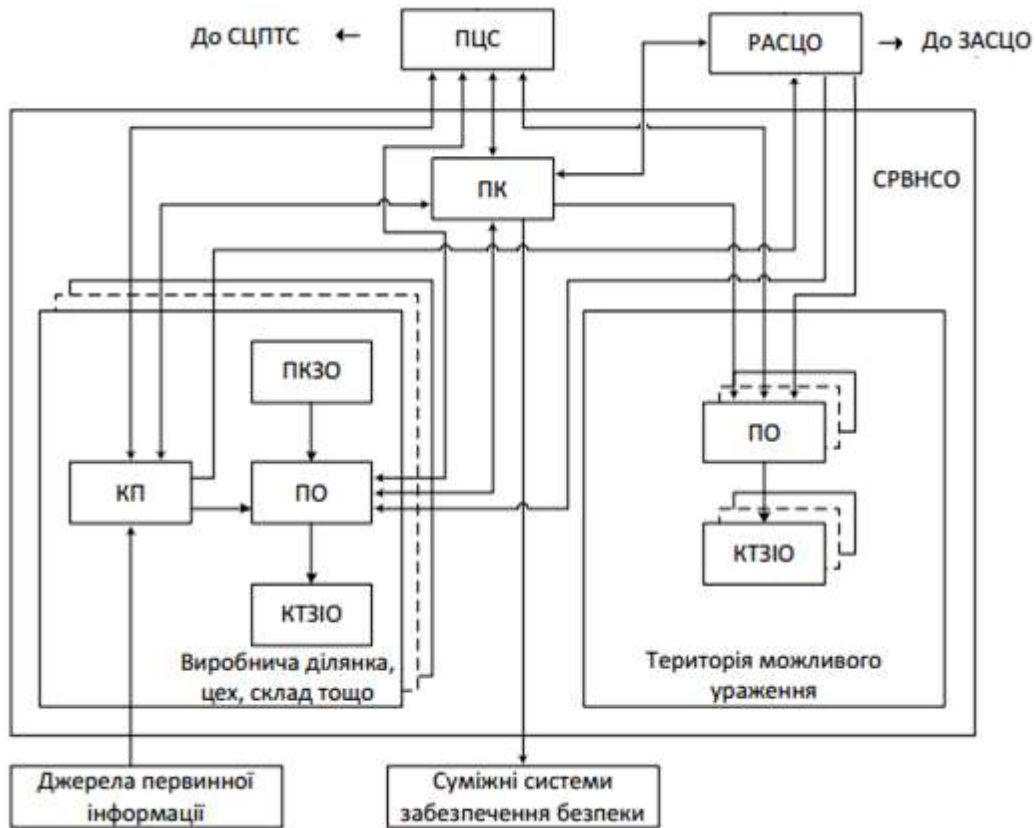 До СЦПТС
ПЦС
РАСЦО
До ЗАСЦО
СРВНСО
ПК
ПКЗО
КП
ПО
КТЗІО
Виробнича ділянка,
цех, склад тощо
ПО
КТЗІО
Територія можливого
ураження
Джерела первинної
інформації
Суміжні системи
забезпечення безпеки